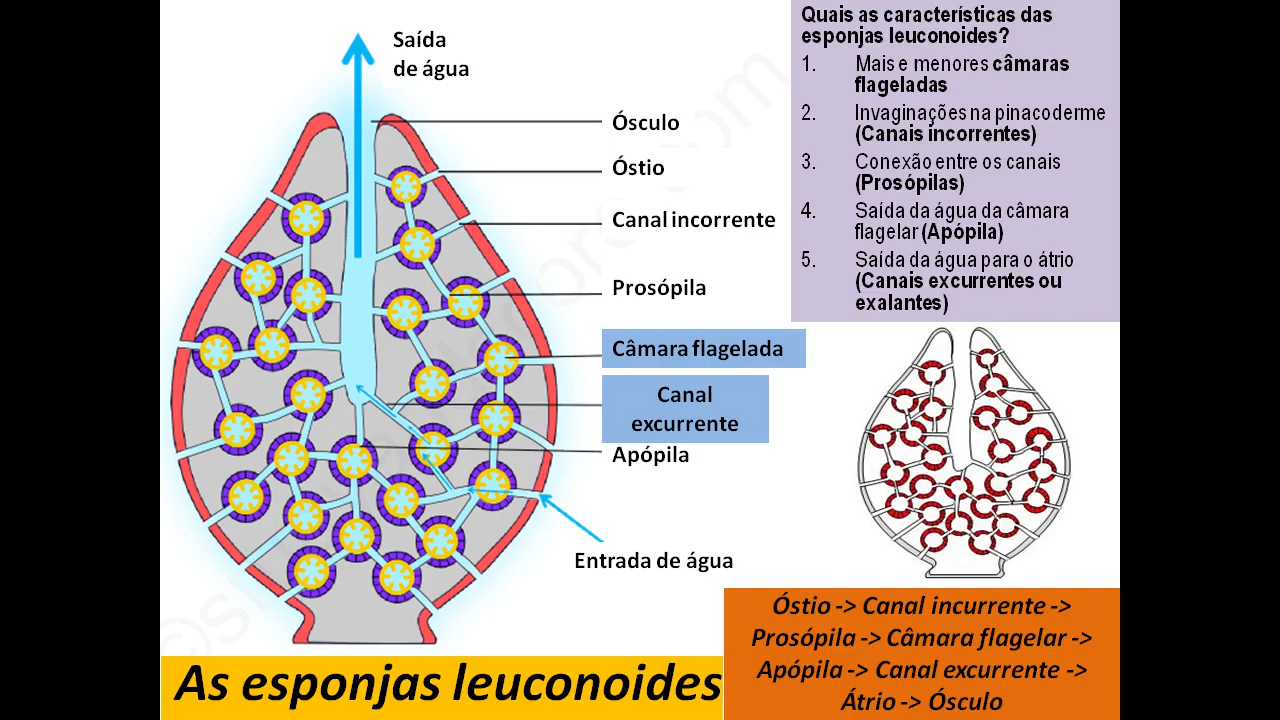 Saída
de água
Ósculo
Óstio
Canal incorrente
Prosópila
Câmara flagelada
Canal
excurrente
Apópila
Entrada de água
Quais as características das
esponjas leuconoides?
1. Mais e menores câmaras
flageladas
2. Invaginações na pinacoderme
(Canais incorrentes)
3. Conexão entre os canais
(Prosópilas)
4. Saída da água da câmara
flagelar (Apópila)
5. Saída da água para o átrio
(Canais excurrentes ou
exalantes)
As esponjas leuconoides
Óstio -> Canal incurrente ->
Prosópila -> Câmara flagelar ->
Apópila -> Canal excurrente ->
Átrio -> Ósculo